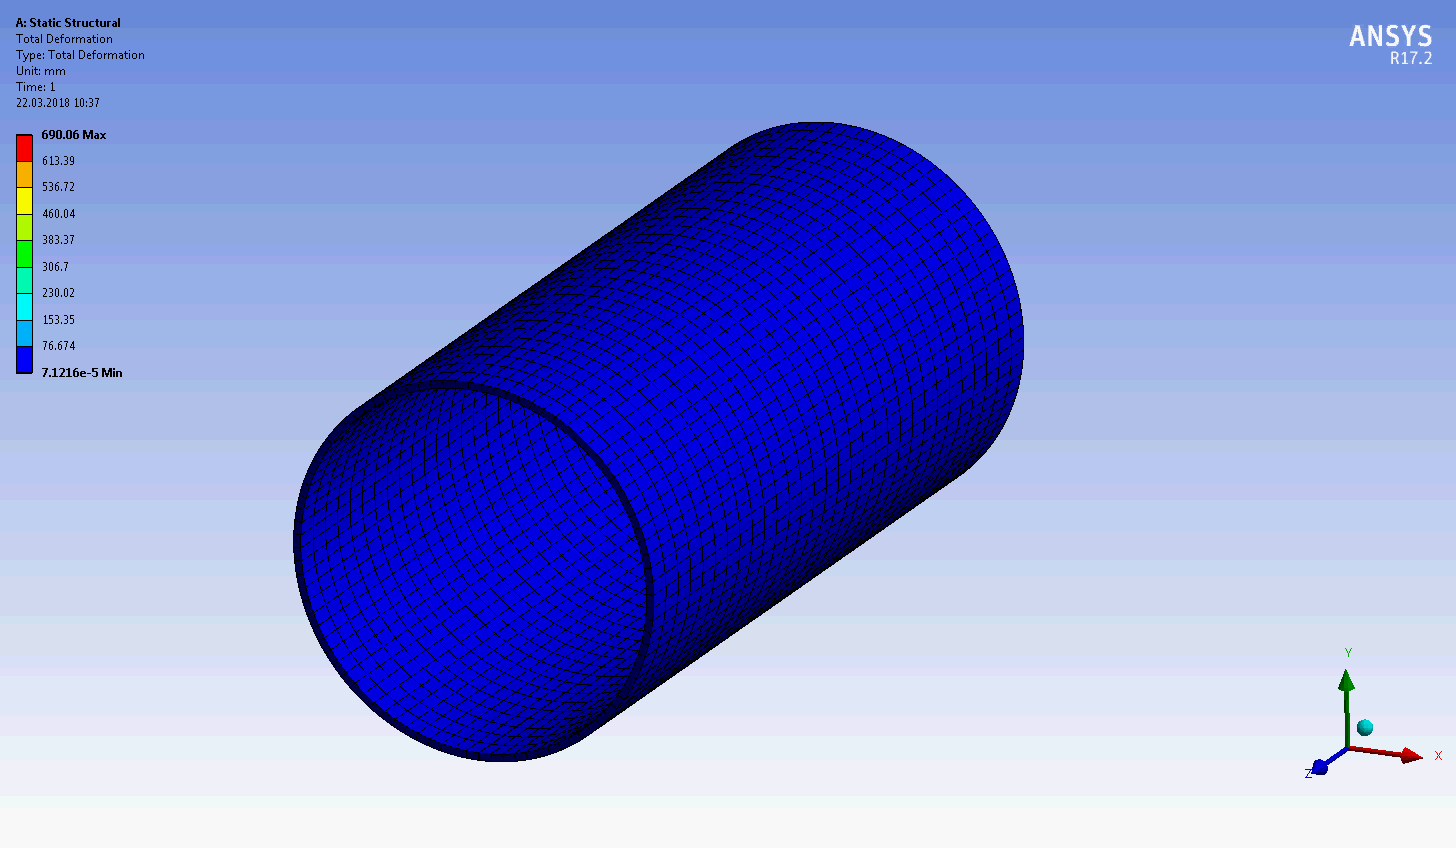 A: Static Structural
Total Deformation
Type: Total Deformation
Unit: mm
Time: 1
22.03.2018 10:37
690.06 Max
613.39
536.72
460.04
383.37
306.7
230.02
153.35
76.674
7.1216e-5 Min
ANSYS
R17.2
Y
X
Z